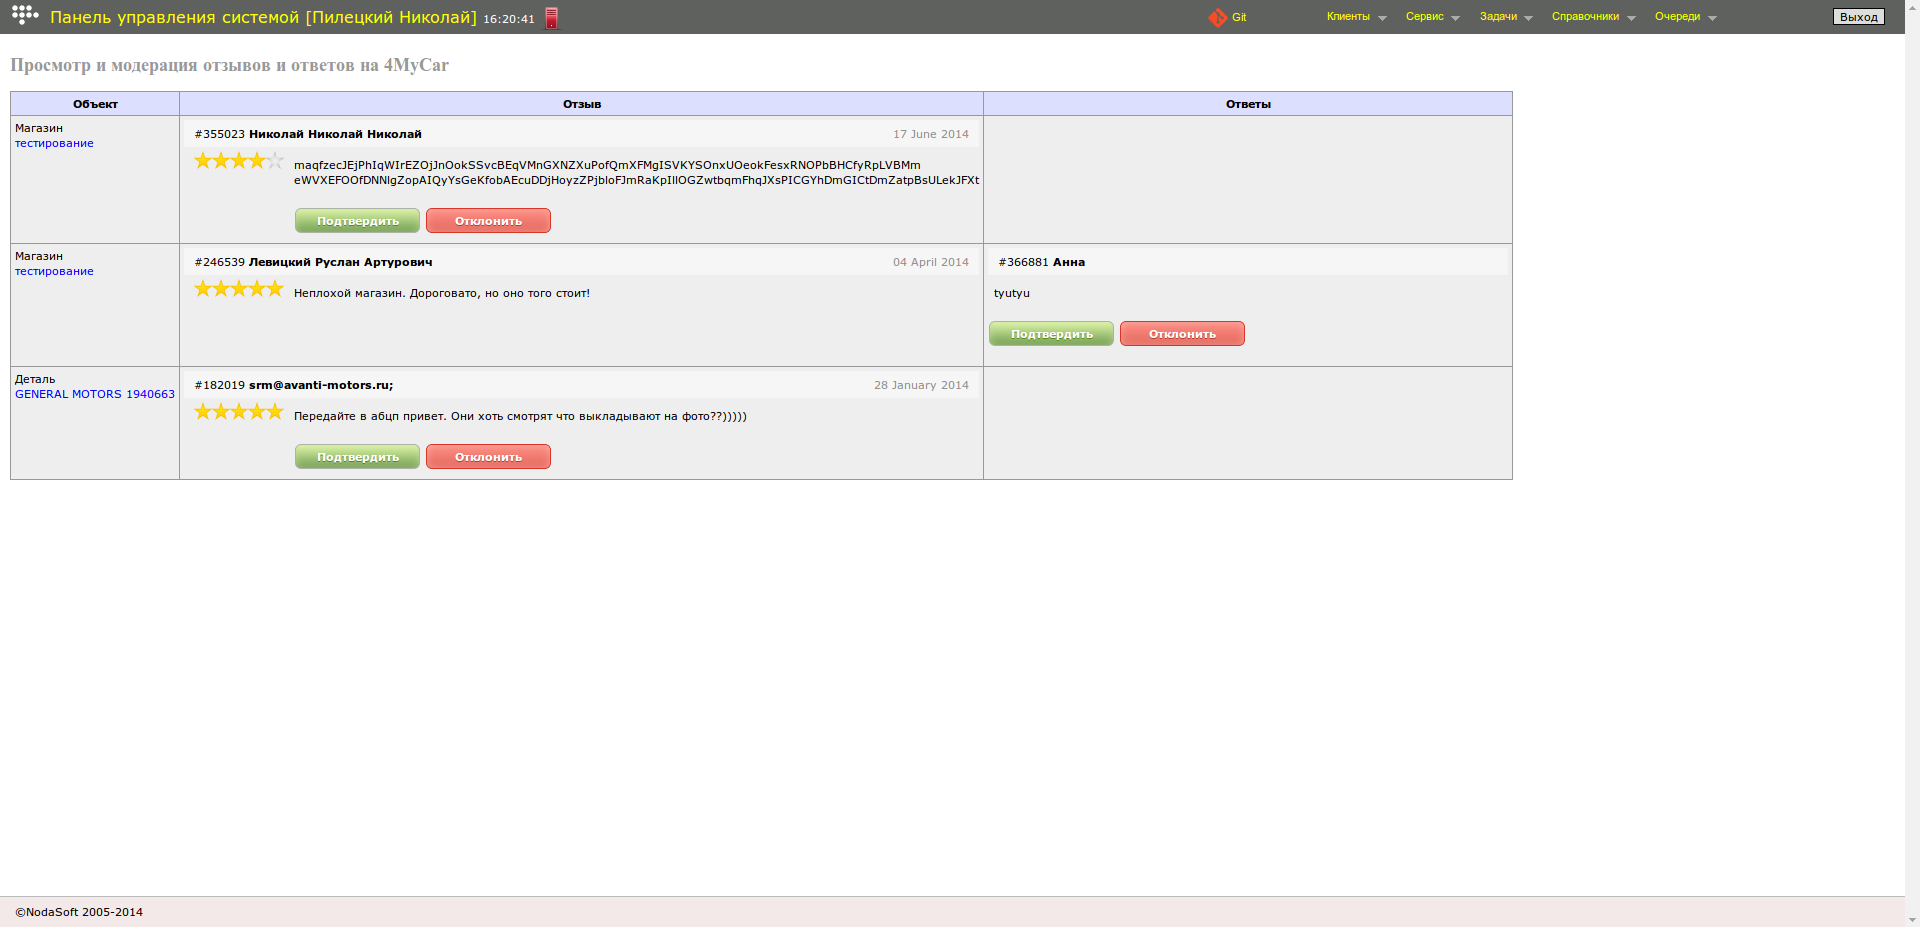 Панель управления системой [Пилецкий Николай] 16:20:41 Git Клиенты Сервис Задачи Справочники Очереди Выход
Просмотр и модерация отзывов и ответов на 4MyCar
Объект Отзыв Ответы
Магазин
тестирование
#355023 Николай Николай Николай 17 June 2014
maqfzecJEjPhIqWIrEZOjJnOokSSvcBEqVMnGXNZXuPofQmXFMgISVKYSOnxUOeokFesxRNOPbBHCfyRpLVBMm
eWVXEFOOfDNNIgZopAIQyYsGeKfobAEcuDDjHoyzZPjbloFJmRaKpIllOGZwtbqmFhqJXsPICGYhDmGICtDmZatpBsULekJFXt
Подтвердить Отклонить
Магазин
тестирование
#246539 Левицкий Руслан Артурович 04 April 2014
Неплохой магазин. Дороговато, но оно того стоит!
#366881 Анна
tyutyu
Подтвердить Отклонить
Деталь
GENERAL MOTORS 1940663
#182019 srm@avanti-motors.ru; 28 January 2014
Передайте в абцп привет. Они хоть смотрят что выкладывают на фото??)))))
Подтвердить Отклонить
©NodaSoft 2005-2014